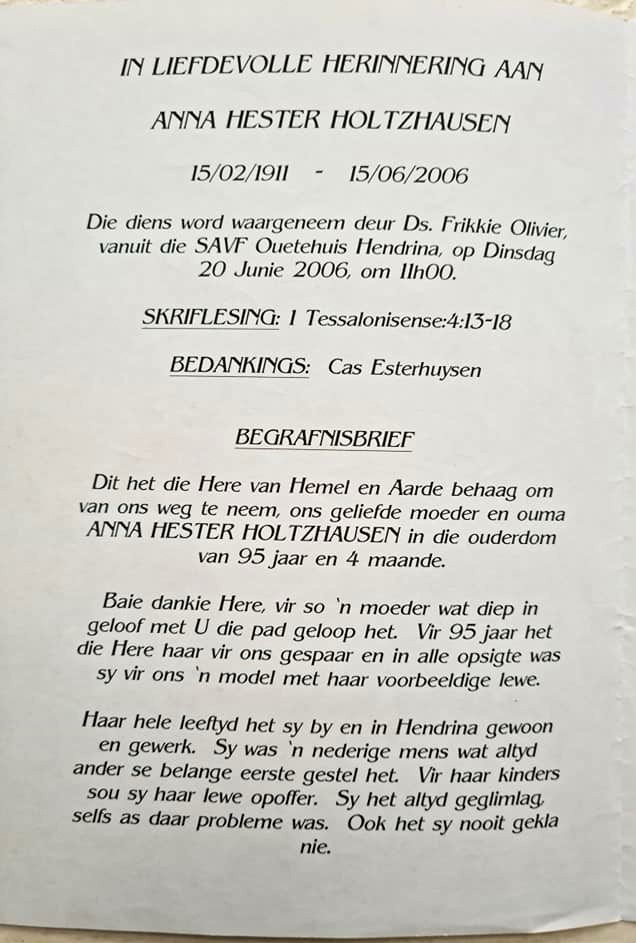 IN LIEFDEVOLLE HERINNERING AAN
ANNA HESTER HOLTZHAUSEN
15/02/1911 - 15/06/2006
Die diens word waargeneem deur Ds. Frikkie Olivier,
vanuit die SAVF Ouetehuis Hendrina, op Dinsdag
20 Junie 2006, om 11h00.
SKRIFLESING: 1 Tessalonisense:4:13-18
BEDANKINGS: Cas Esterhuysen
BEGRAFNISBRIEF
Dit het die Here van Hemel en Aarde behaag om
van ons weg te neem, ons geliefde moeder en ouma
ANNA HESTER HOLTZHAUSEN in die ouderdom
van 95 jaar en 4 maande.
Baie dankie Here, vir so 'n moeder wat diep in
geloof met U die pad geloop het. Vir 95 jaar het
die Here haar vir ons gespaar en in alle opsigte was
sy vir ons 'n model met haar voorbeeldige lewe.
Haar hele leeftyd het sy by en in Hendrina gewoon
en gewerk. Sy was 'n nederige mens wat altyd
ander se belange eerste gestel het. Vir haar kinders
sou sy haar lewe opoffer. Sy het altyd geglimlag,
selfs as daar probleme was. Ook het sy nooit gekla
nie.